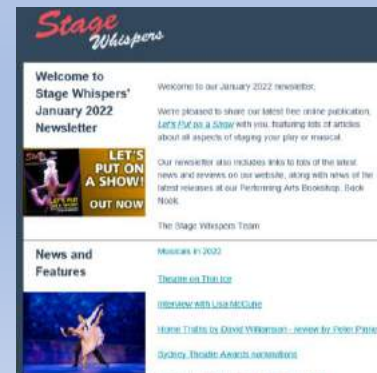 Stage
Whispers
Welcome to
Stage Whispers'
January 2022
Newsletter
LET'S
PUT ON
A SHOW!
OUT NOW
Welcome to our January 2022 newsletter.
We're pleased to share our latest free online publication,
Let's Put on a Show with you, featuring lots of articles
about all aspects of staging your play or musical.
Our newsletter also includes links to lots of the latest
news and reviews on our website, along with news of the
latest releases at our Performing Arts Bookshop, Book
Nook.
The Stage Whispers Team
News and
Features
Musicals in 2022
Theatre on Thin Ice
Interview with Lisa McCune
Home Truths by David Williamson - review by Peter Pinne
Sydney Theatre Awards nominations